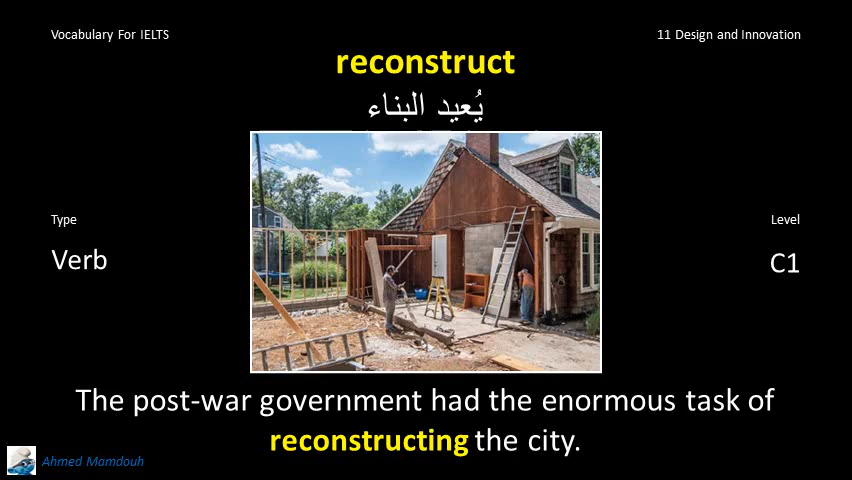 Vocabulary For IELTS
11 Design and Innovation
reconstruct
يُعيد البناء
Type
Level
Verb
C1
The post-war government had the enormous task of
reconstructing the city.
Ahmed Mamdouh